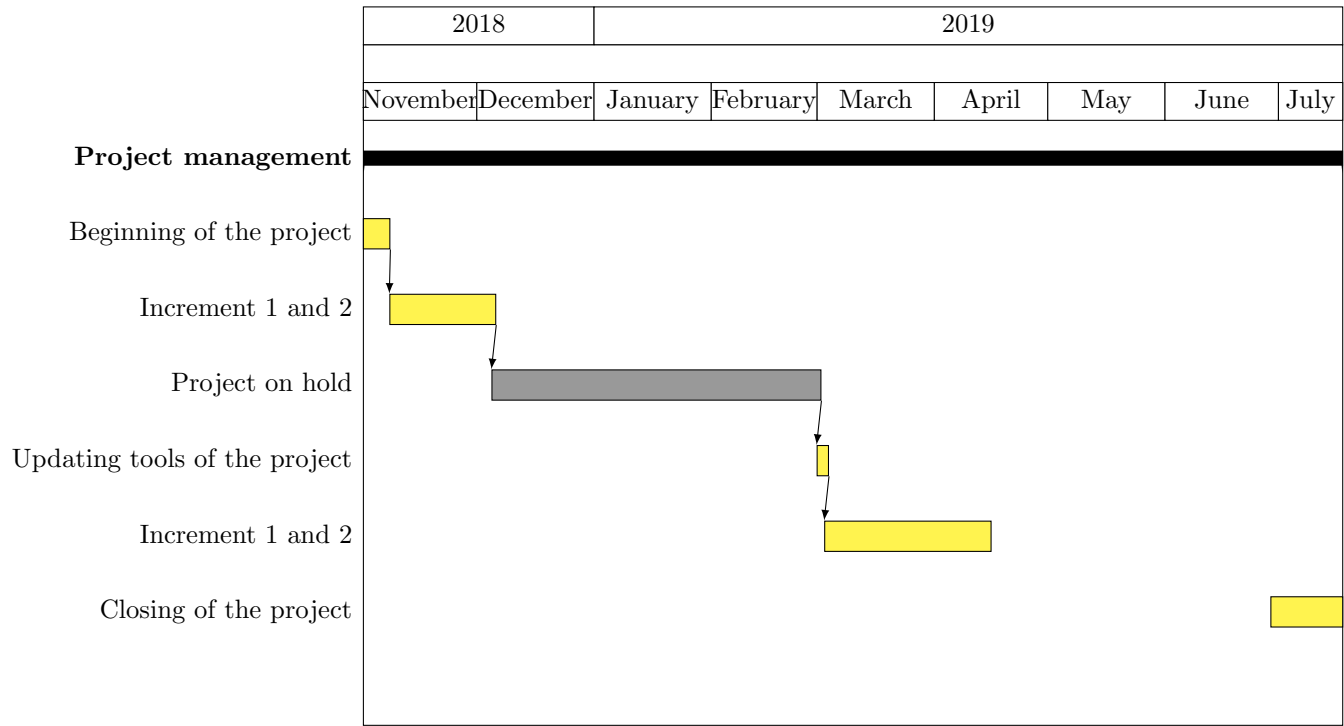 2018 2019
November December January February March April May June July
Project management
Beginning of the project
Increment 1 and 2
Project on hold
Updating tools of the project
Increment 1 and 2
Closing of the project